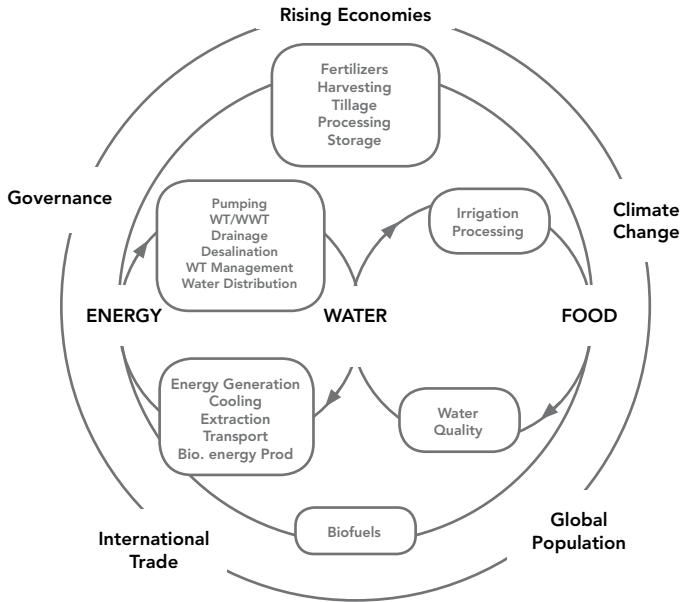 Rising Economies
Fertilizers
Harvesting
Tillage
Processing
Storage
Governance
Climate
Change
Pumping
WT/WWT
Drainage
Desalination
WT Management
Water Distribution
Irrigation
Processing
ENERGY
WATER
FOOD
Energy Generation
Cooling
Extraction
Transport
Bio. energy Prod
Water
Quality
Biofuels
International
Trade
Global
Population